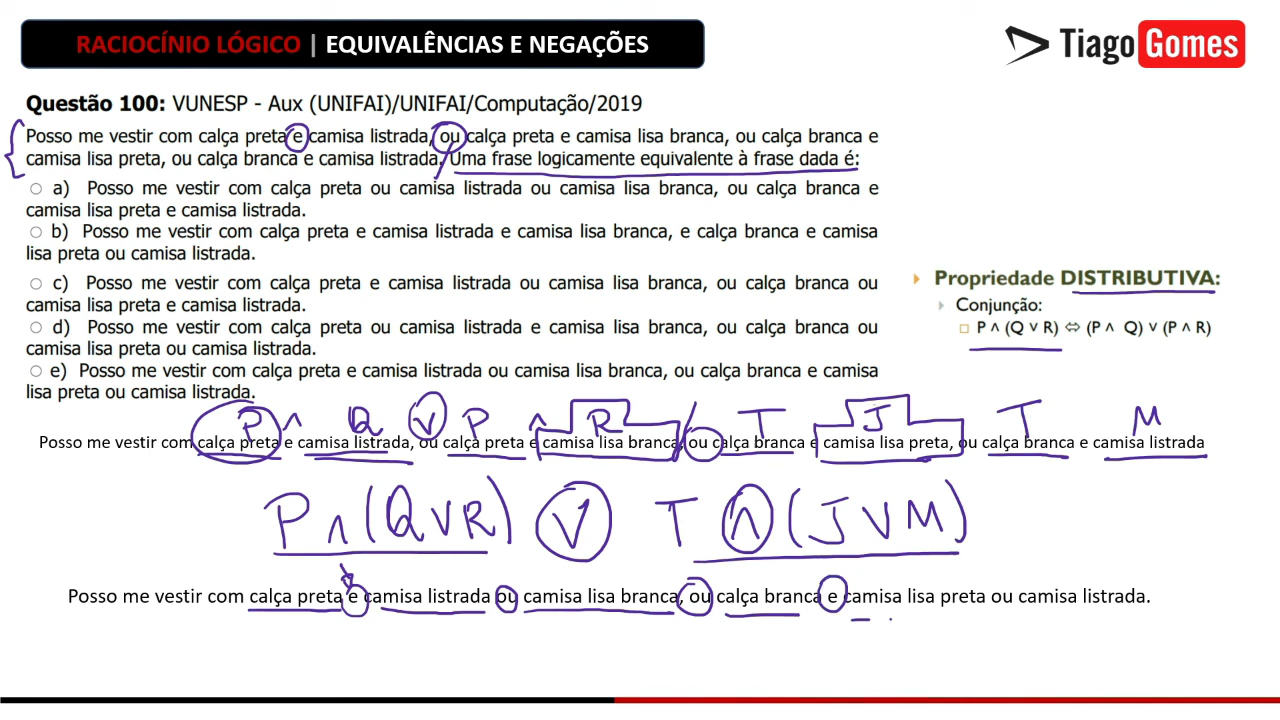 RACIOCÍNIO LÓGICO | EQUIVALÊNCIAS E NEGAÇÕES
Tiago Gomes
Questão 100: VUNESP - Aux (UNIFAI)/UNIFAI/Computação/2019
Posso me vestir com calça preta e camisa listrada, ou calça preta e camisa lisa branca, ou calça branca e
camisa lisa preta, ou calça branca e camisa listrada. Uma frase logicamente equivalente à frase dada é:
a) Posso me vestir com calça preta ou camisa listrada ou camisa lisa branca, ou calça branca e
camisa lisa preta e camisa listrada.
b) Posso me vestir com calça preta e camisa listrada e camisa lisa branca, e calça branca e camisa
lisa preta ou camisa listrada.
c) Posso me vestir com calça preta e camisa listrada ou camisa lisa branca, ou calça branca ou
camisa lisa preta e camisa listrada.
d) Posso me vestir com calça preta ou camisa listrada e camisa lisa branca, ou calça branca ou
camisa lisa preta ou camisa listrada.
e) Posso me vestir com calça preta e camisa listrada ou camisa lisa branca, ou calça branca e camisa
lisa preta ou camisa listrada.
Propriedade DISTRIBUTIVA:
Conjunção:
P ∧ (Q ∨ R) ⇔ (P ∧ Q) ∨ (P ∧ R)
P ∧ Q ∨ P ∧ R T J T M
Posso me vestir com calça preta e camisa listrada, ou calça preta e camisa lisa branca, ou calça branca e camisa lisa preta, ou calça branca e camisa listrada
P ∧ (Q ∨ R) ∨ T ∧ (J ∨ M)
Posso me vestir com calça preta e camisa listrada ou camisa lisa branca, ou calça branca e camisa lisa preta ou camisa listrada.